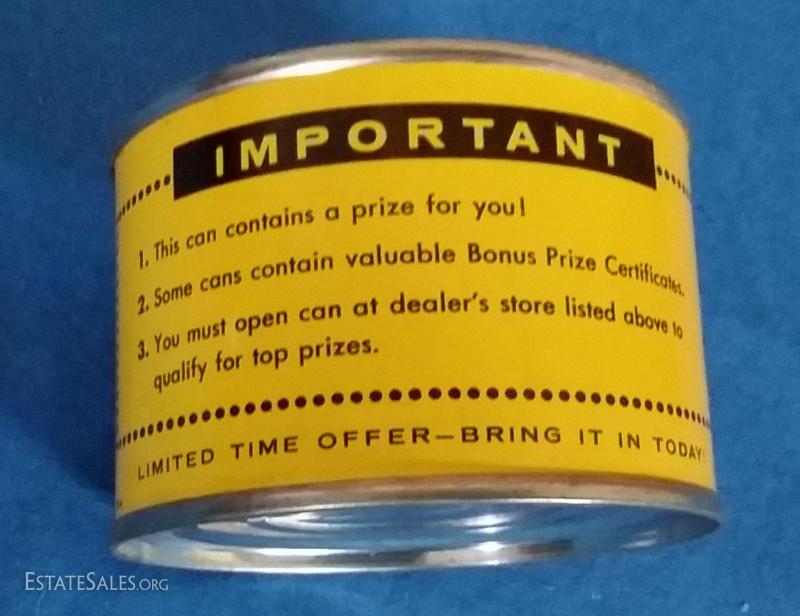 IMPORTANT
1. This can contains a prize for you!
2. Some cans contain valuable Bonus Prize Certificates.
3. You must open can at dealer's store listed above to
qualify for top prizes.
LIMITED TIME OFFER—BRING IT IN TODAY!
ESTATESALES.ORG